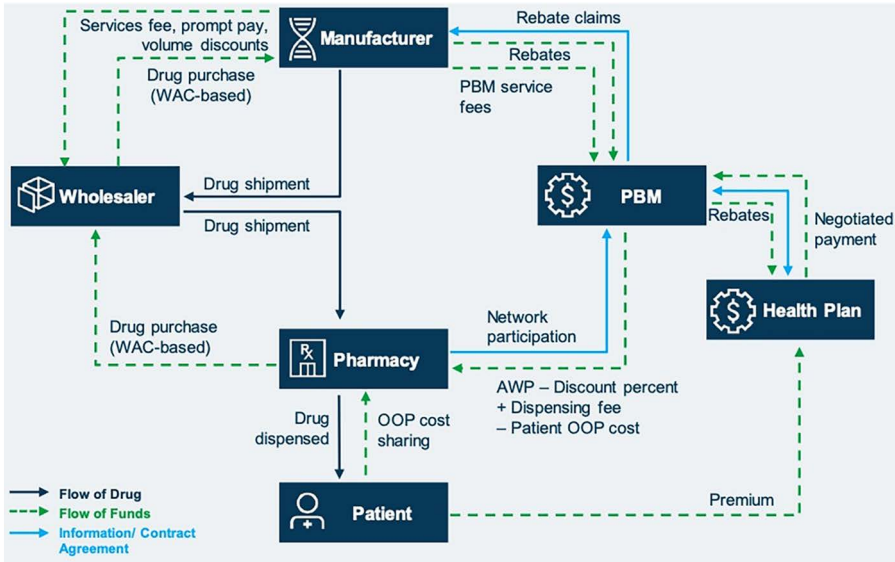 Services fee, prompt pay,
volume discounts
Drug purchase
(WAC-based)
Manufacturer
Rebate claims
Rebates
PBM service
fees
Wholesaler
Drug shipment
Drug shipment
PBM
Rebates
Negotiated
payment
Health Plan
Drug purchase
(WAC-based)
Pharmacy
Rx
Network
participation
AWP – Discount percent
+ Dispensing fee
– Patient OOP cost
Drug
dispensed
OOP cost
sharing
Patient
Premium
Flow of Drug
Flow of Funds
Information/ Contract
Agreement